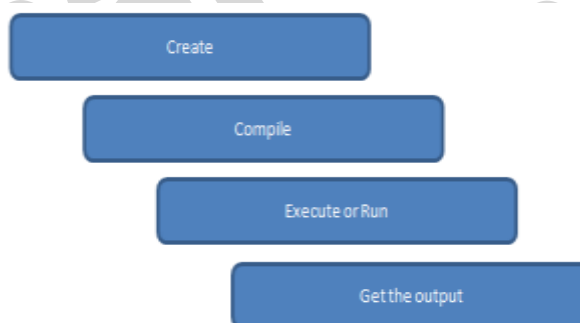 Create
Compile
Execute or Run
Get the output